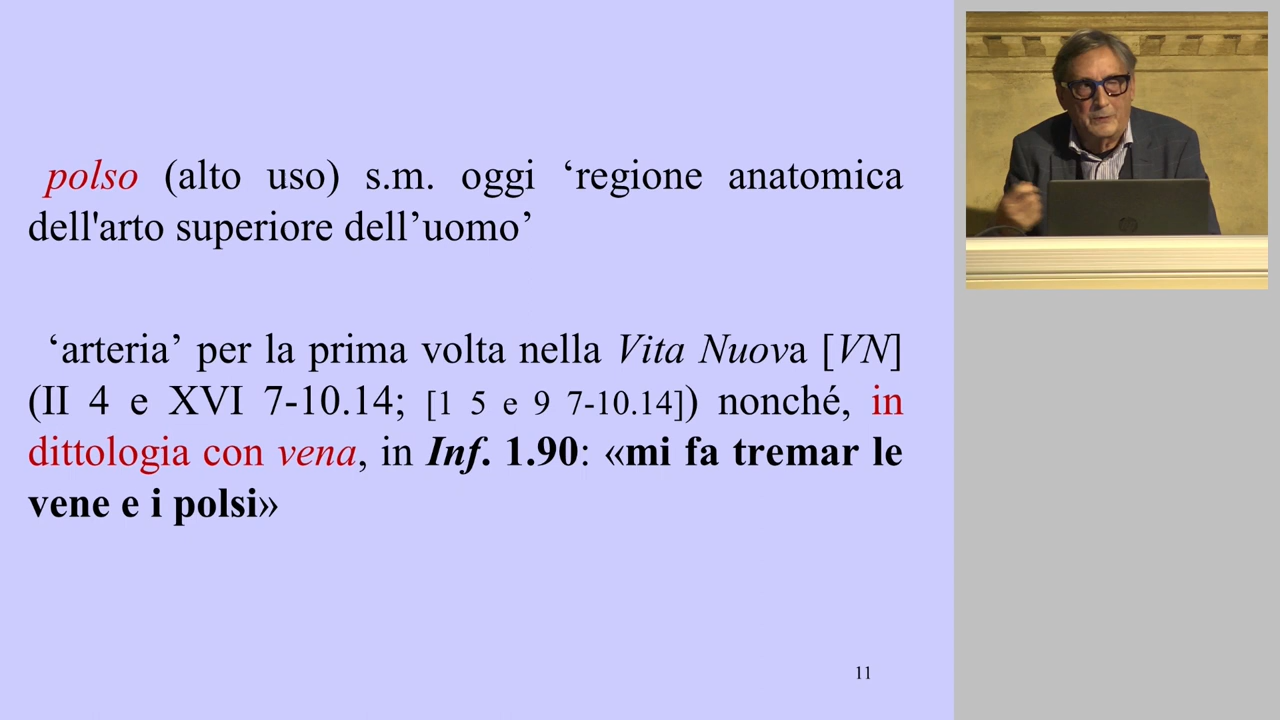 polso (alto uso) s.m. oggi ‘regione anatomica
dell'arto superiore dell’uomo’
‘arteria’ per la prima volta nella Vita Nuova [VN]
(II 4 e XVI 7-10.14; [1 5 e 9 7-10.14]) nonché, in
dittologia con vena, in Inf. 1.90: «mi fa tremar le
vene e i polsi»
11